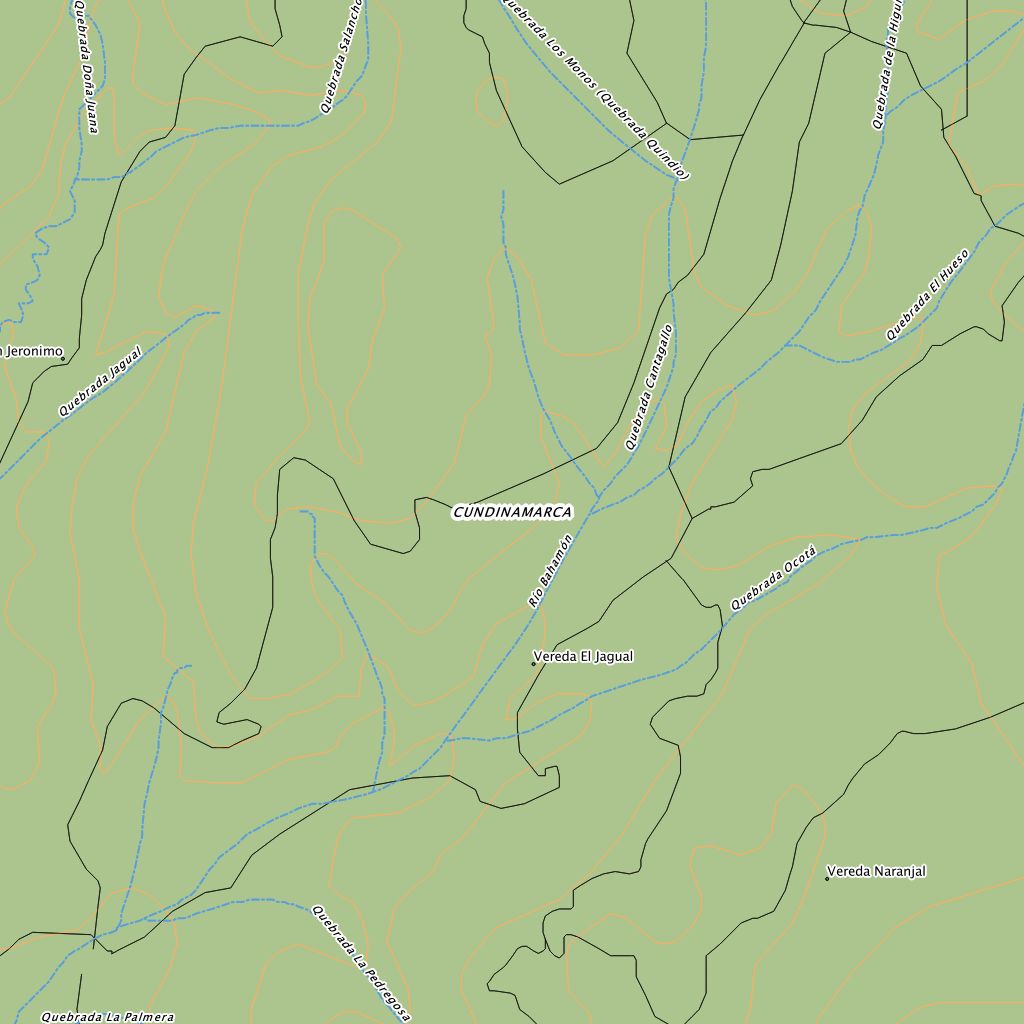 Quebrada Doña Juana
Quebrada Salancho
Quebrada Los Monos (Quebrada Quindio)
Quebrada de la Higu
Quebrada El Hueso
n Jeronimo
Quebrada Jagual
Quebrada Cantagallo
CUNDINAMARCA
Río Bahamón
Quebrada Ocotá
Vereda El Jagual
Vereda Naranjal
Quebrada La Pedregosa
Quebrada La Palmera